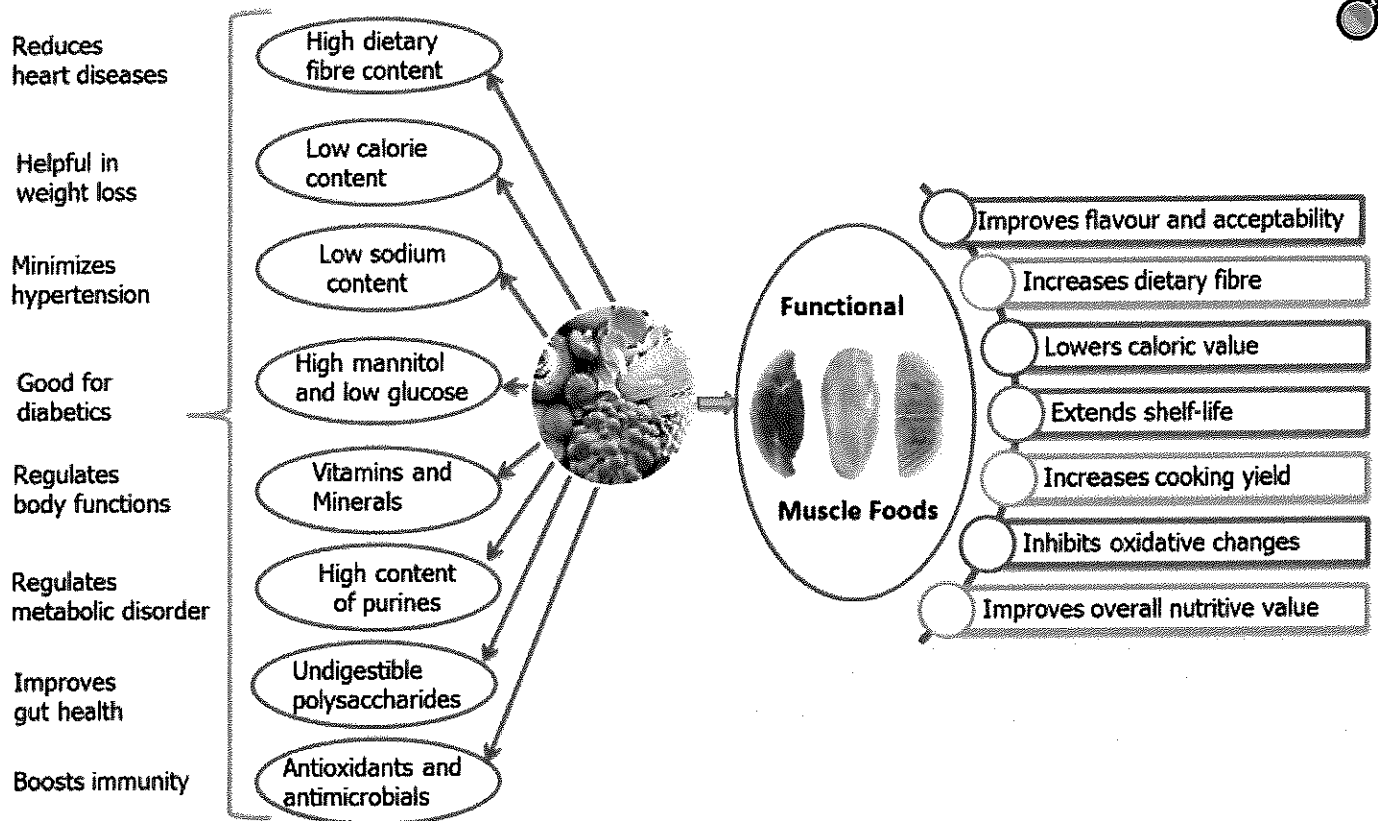 Reduces
heart diseases
High dietary
fibre content
Helpful in
weight loss
Low calorie
content
Minimizes
hypertension
Low sodium
content
Good for
diabetics
High mannitol
and low glucose
Regulates
body functions
Vitamins and
Minerals
Regulates
metabolic disorder
High content
of purines
Improves
gut health
Undigestible
polysaccharides
Boosts immunity
Antioxidants and
antimicrobials
Functional
Muscle Foods
Improves flavour and acceptability
Increases dietary fibre
Lowers caloric value
Extends shelf-life
Increases cooking yield
Inhibits oxidative changes
Improves overall nutritive value